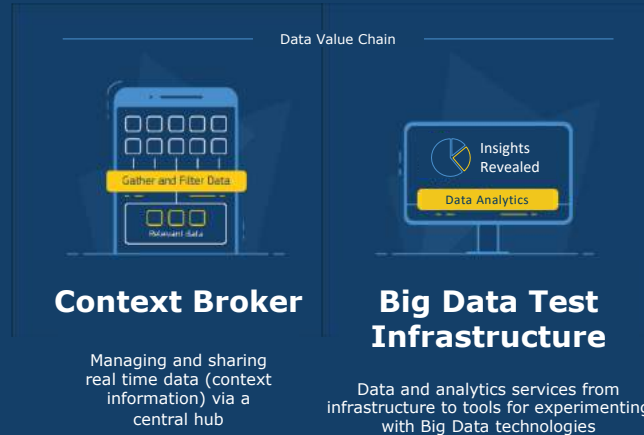 Data Value Chain
Gather and Filter Data
Relevant data
Insights
Revealed
Data Analytics
Context Broker
Big Data Test
Infrastructure
Managing and sharing
real time data (context
information) via a
central hub
Data and analytics services from
infrastructure to tools for experimenting
with Big Data technologies